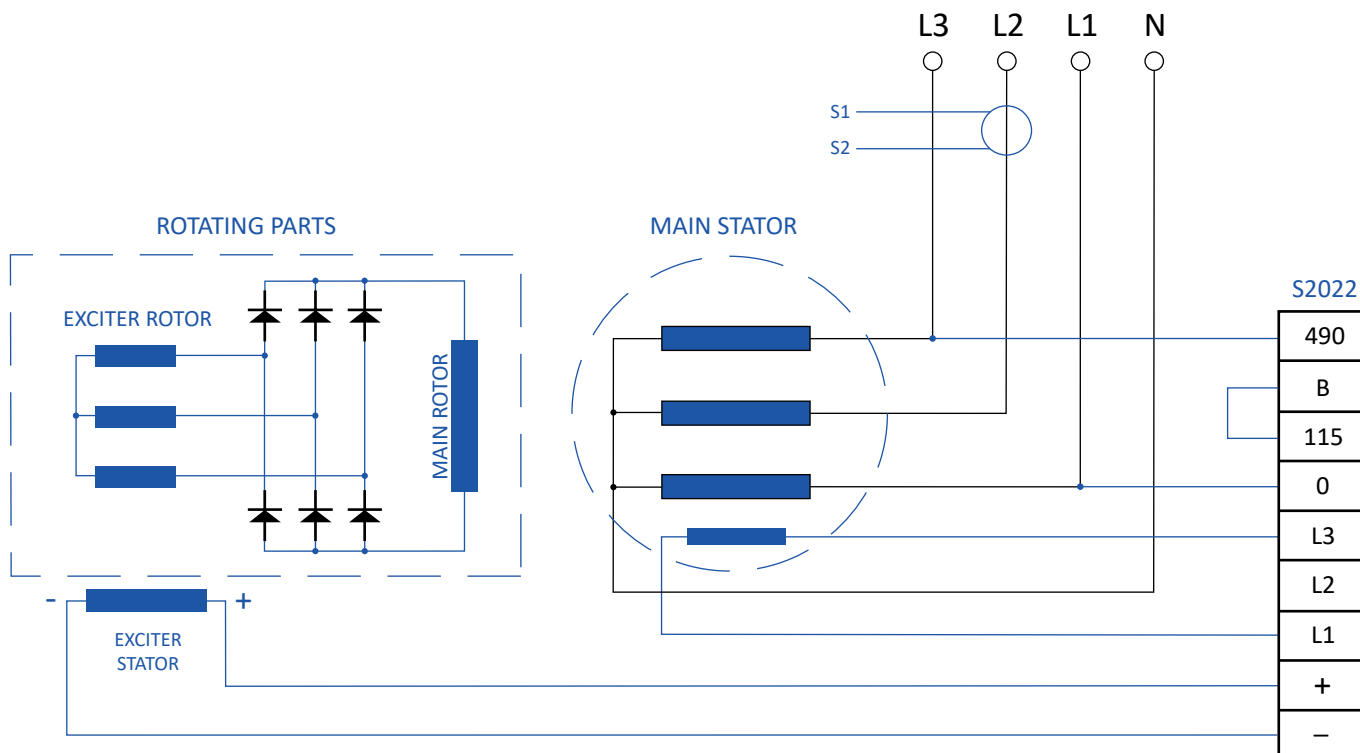 L3 L2 L1 N
S1
S2
ROTATING PARTS
MAIN STATOR
S2022
EXCITER ROTOR
MAIN ROTOR
490
B
115
0
L3
L2
L1
+
–
- +
EXCITER
STATOR